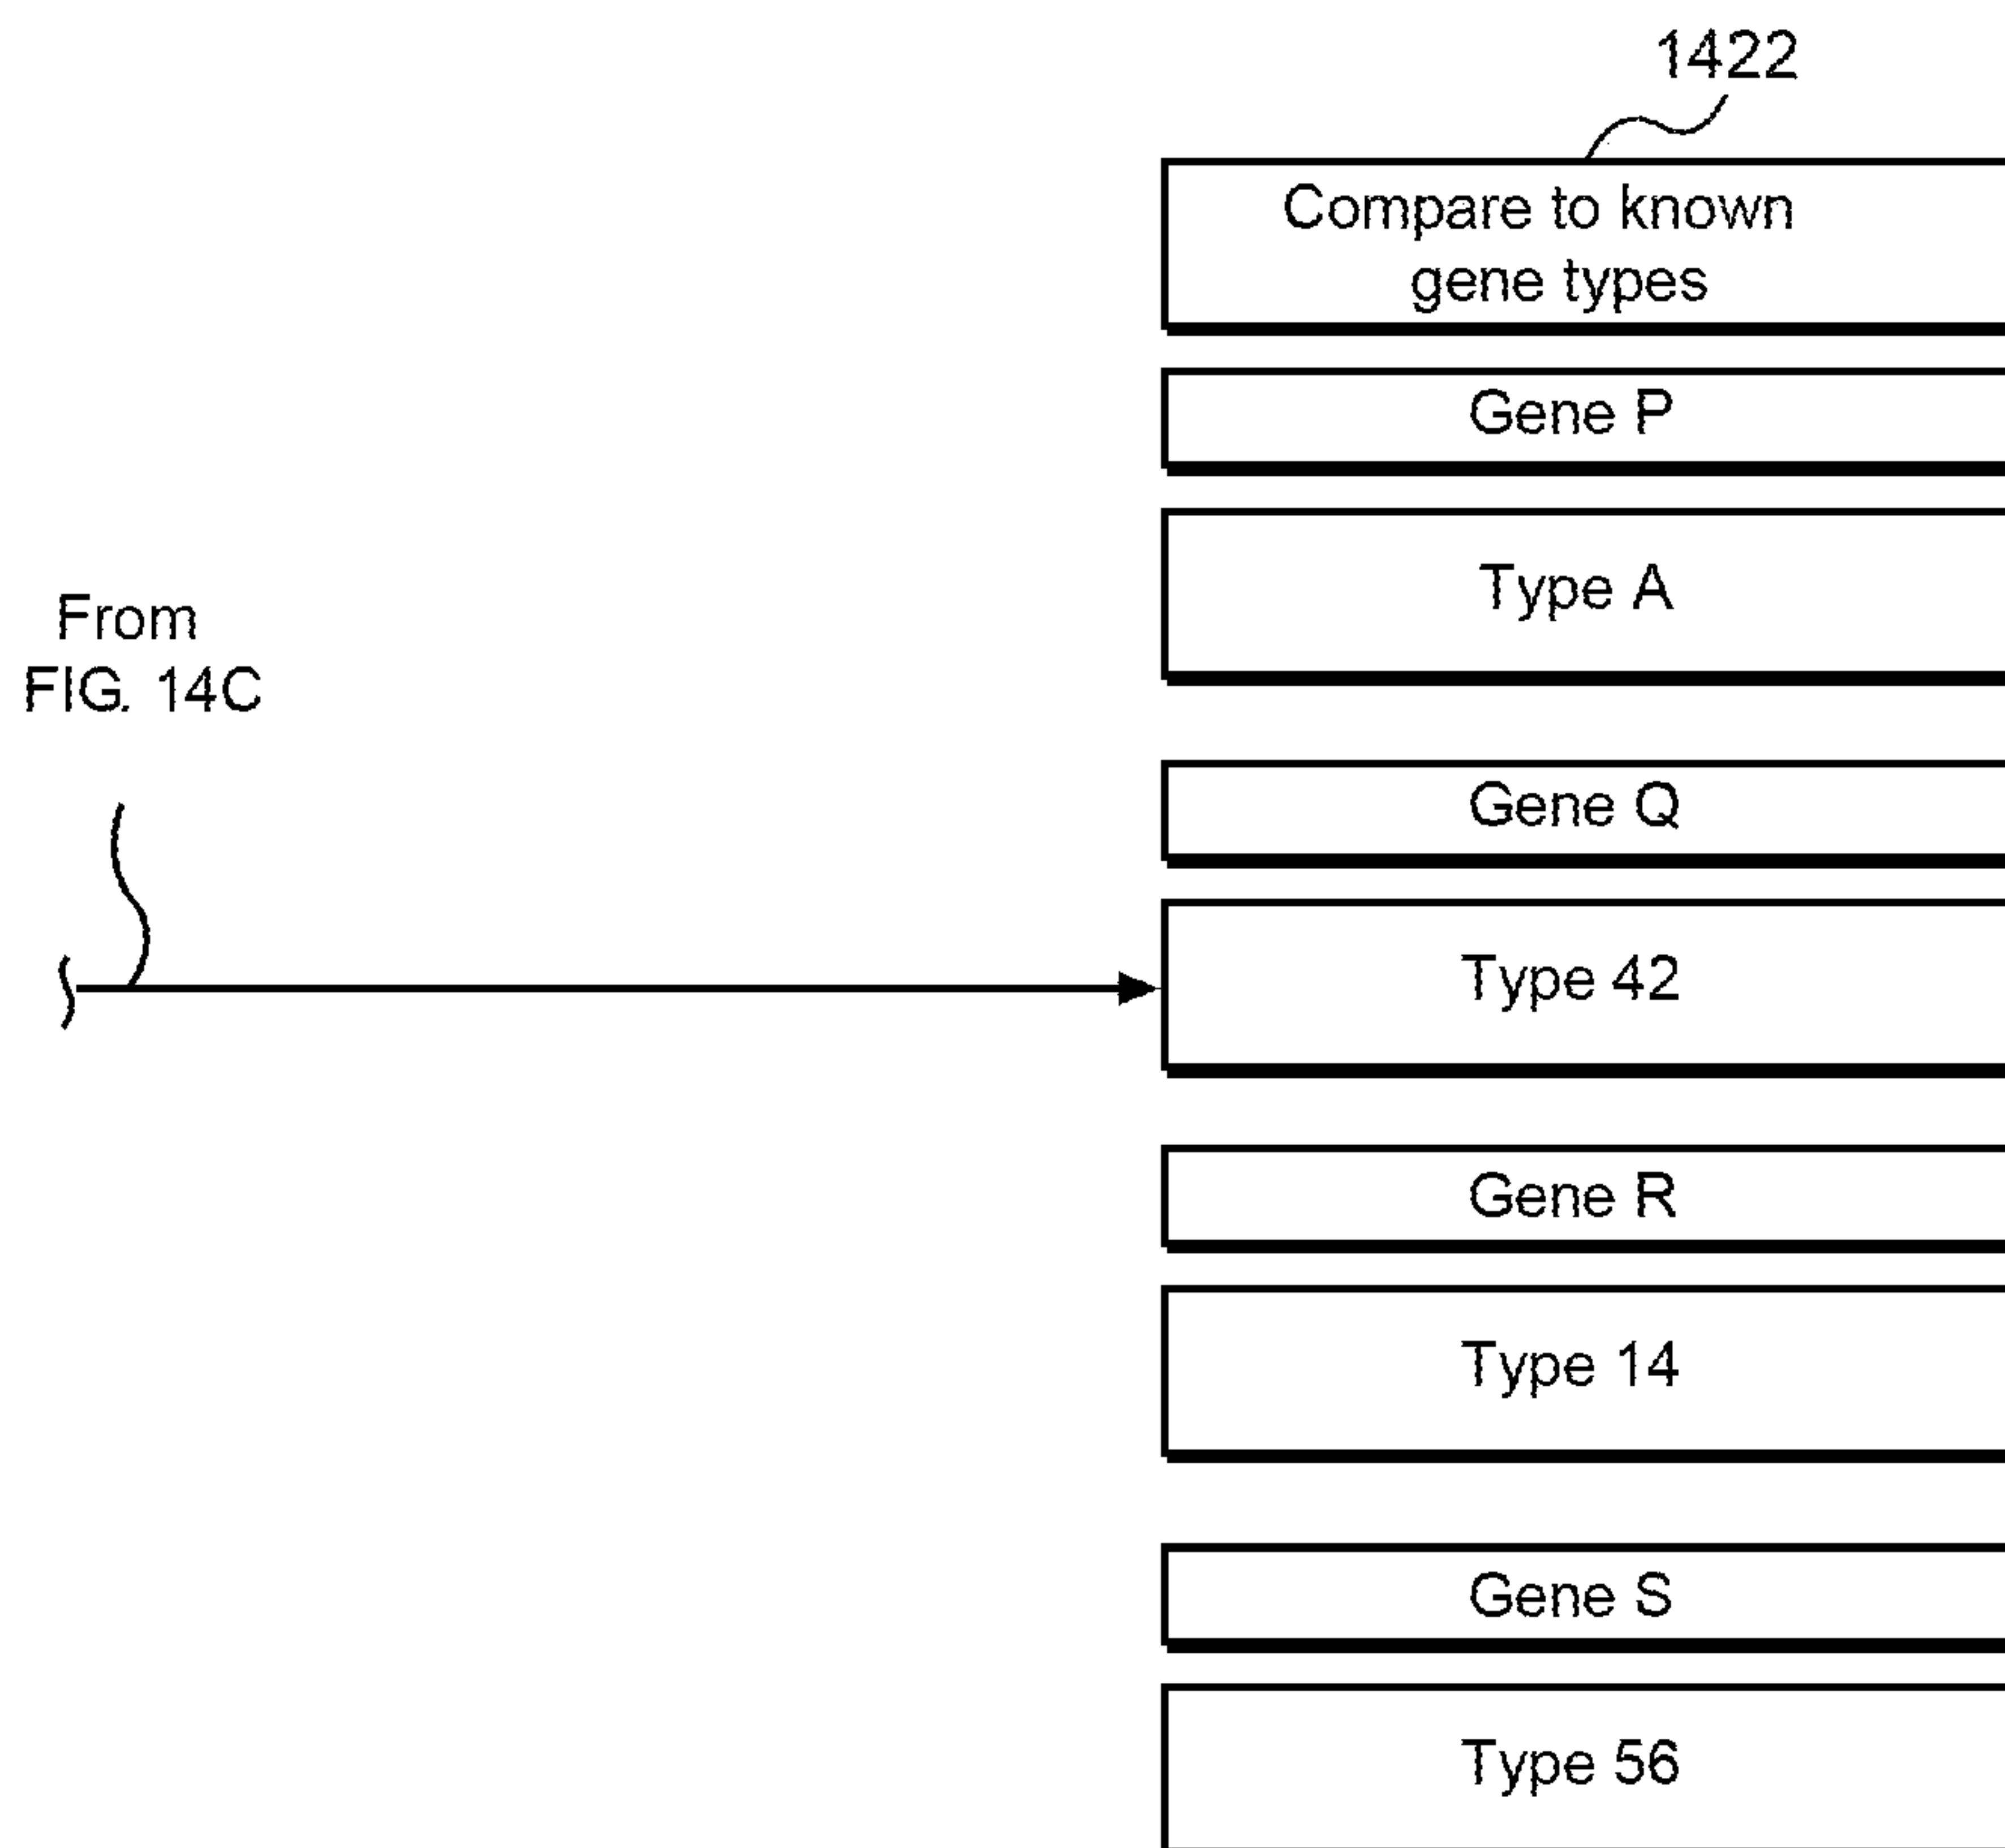 1422
Compare to known
gene types
Gene P
Type A
From
FIG. 14C
Gene Q
Type 42
Gene R
Type 14
Gene S
Type 56